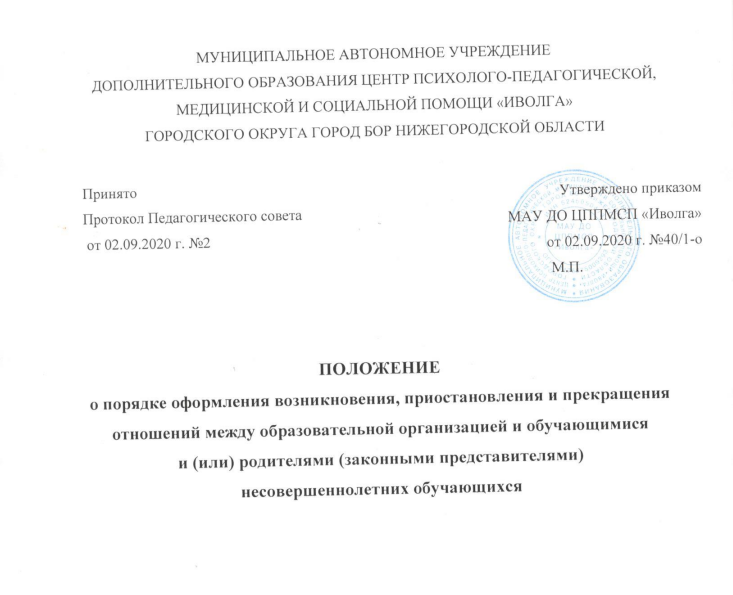 МУНИЦИПАЛЬНОЕ АВТОНОМНОЕ УЧРЕЖДЕНИЕ
ДОПОЛНИТЕЛЬНОГО ОБРАЗОВАНИЯ ЦЕНТР ПСИХОЛОГО-ПЕДАГОГИЧЕСКОЙ,
МЕДИЦИНСКОЙ И СОЦИАЛЬНОЙ ПОМОЩИ «ИВОЛГА»
ГОРОДСКОГО ОКРУГА ГОРОД БОР НИЖЕГОРОДСКОЙ ОБЛАСТИ
Принято
Протокол Педагогического совета
от 02.09.2020 г. №2
Утверждено приказом
МАУ ДО ЦППМСП «Иволга»
от 02.09.2020 г. №40/1-о
М.П.
МАУ ДО
ПОЛОЖЕНИЕ
о порядке оформления возникновения, приостановления и прекращения
отношений между образовательной организацией и обучающимися
и (или) родителями (законными представителями)
несовершеннолетних обучающихся